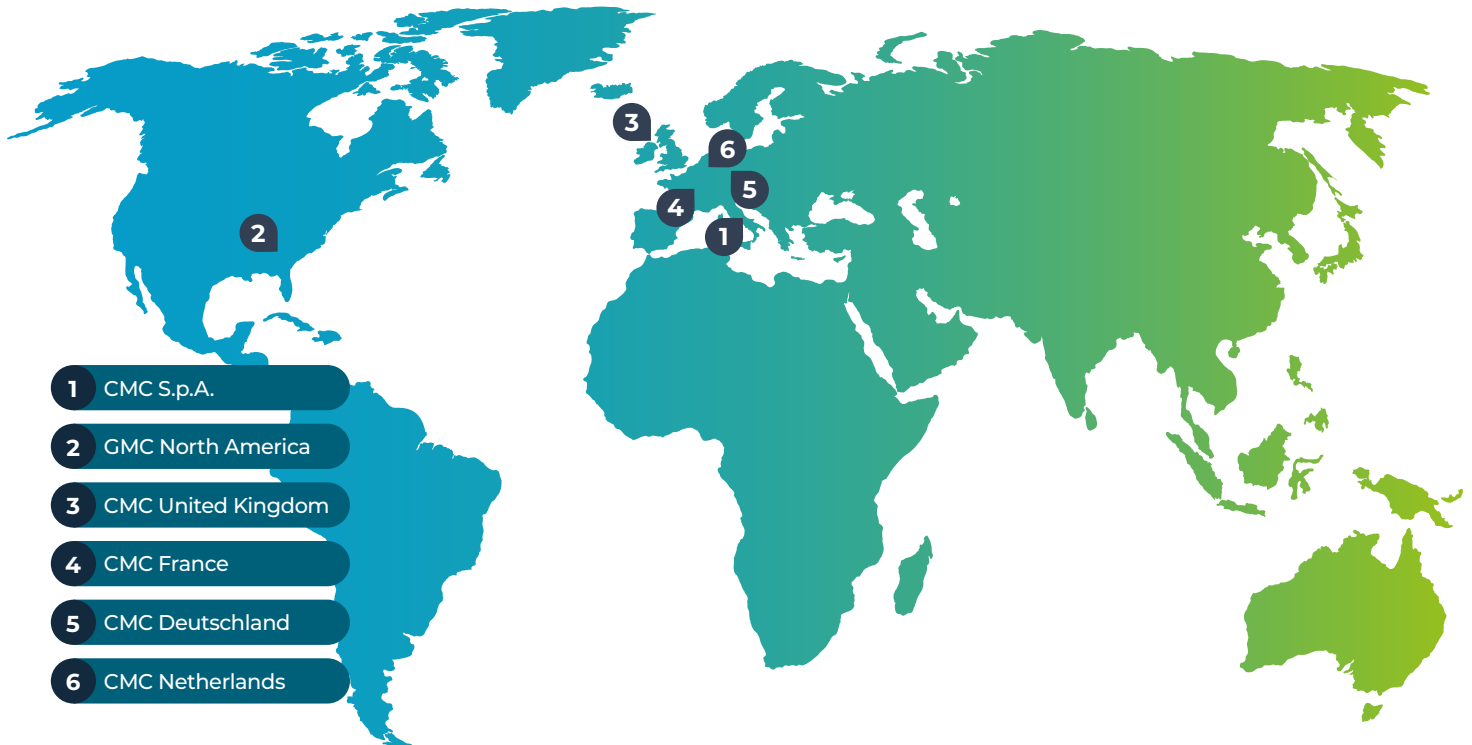 3
6
5
4
2
1
1 CMC S.p.A.
2 GMC North America
3 CMC United Kingdom
4 CMC France
5 CMC Deutschland
6 CMC Netherlands